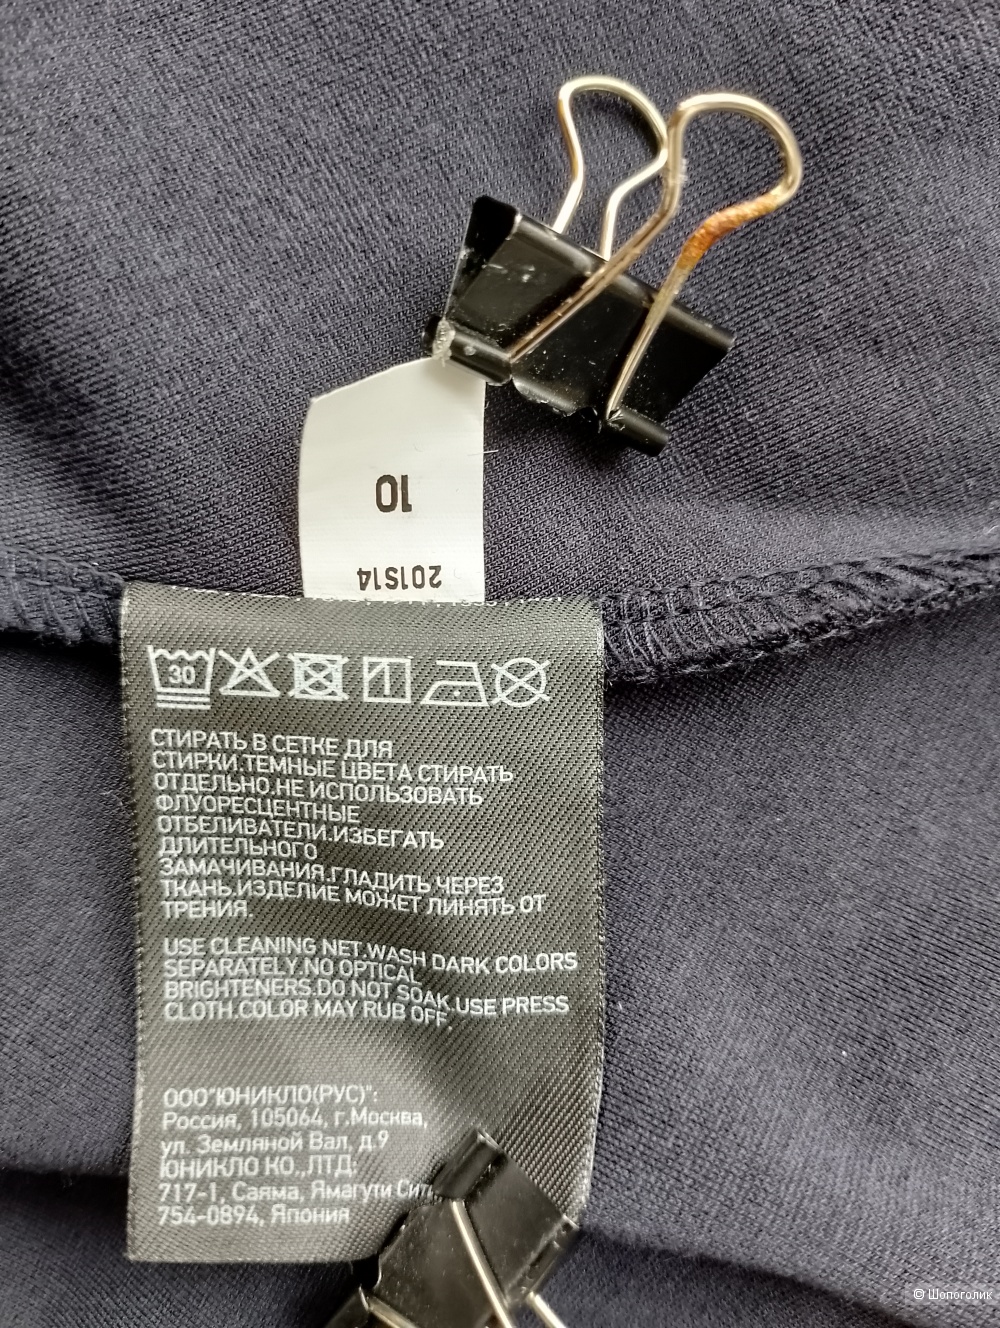 10
201S14
30
СТИРАТЬ В СЕТКЕ ДЛЯ
СТИРКИ.ТЕМНЫЕ ЦВЕТА СТИРАТЬ
ОТДЕЛЬНО.НЕ ИСПОЛЬЗОВАТЬ
ФЛУОРЕСЦЕНТНЫЕ
ОТБЕЛИВАТЕЛИ.ИЗБЕГАТЬ
ДЛИТЕЛЬНОГО
ЗАМАЧИВАНИЯ.ГЛАДИТЬ ЧЕРЕЗ
ТКАНЬ.ИЗДЕЛИЕ МОЖЕТ ЛИНЯТЬ ОТ
ТРЕНИЯ.
USE CLEANING NET.WASH DARK COLORS
SEPARATELY.NO OPTICAL
BRIGHTENERS.DO NOT SOAK.USE PRESS
CLOTH.COLOR MAY RUB OFF.
ООО"ЮНИКЛО(РУС)":
Россия, 105064, г.Москва,
ул. Земляной Вал, д.9
ЮНИКЛО КО.,ЛТД:
717-1, Саяма, Ямагути Сити
754-0894, Япония
© Шопоголик